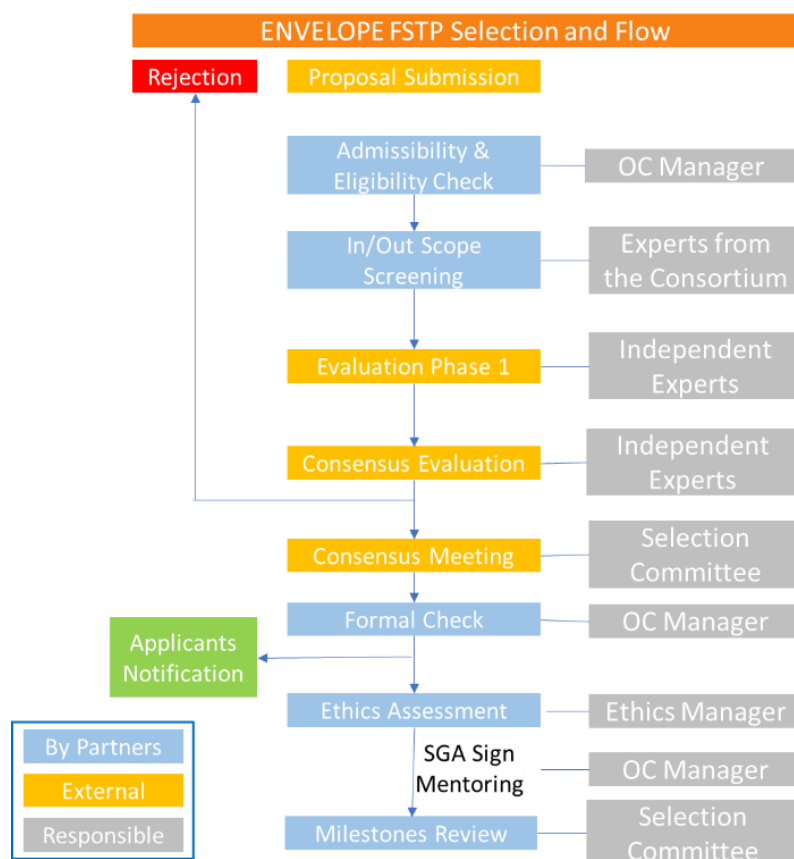 ENVELOPE FSTP Selection and Flow
Rejection
Proposal Submission
Admissibility &
Eligibility Check
OC Manager
In/Out Scope
Screening
Experts from
the Consortium
Evaluation Phase 1
Independent
Experts
Consensus Evaluation
Independent
Experts
Consensus Meeting
Selection
Committee
Formal Check
OC Manager
Applicants
Notification
Ethics Assessment
Ethics Manager
SGA Sign
Mentoring
OC Manager
Milestones Review
Selection
Committee
By Partners
External
Responsible